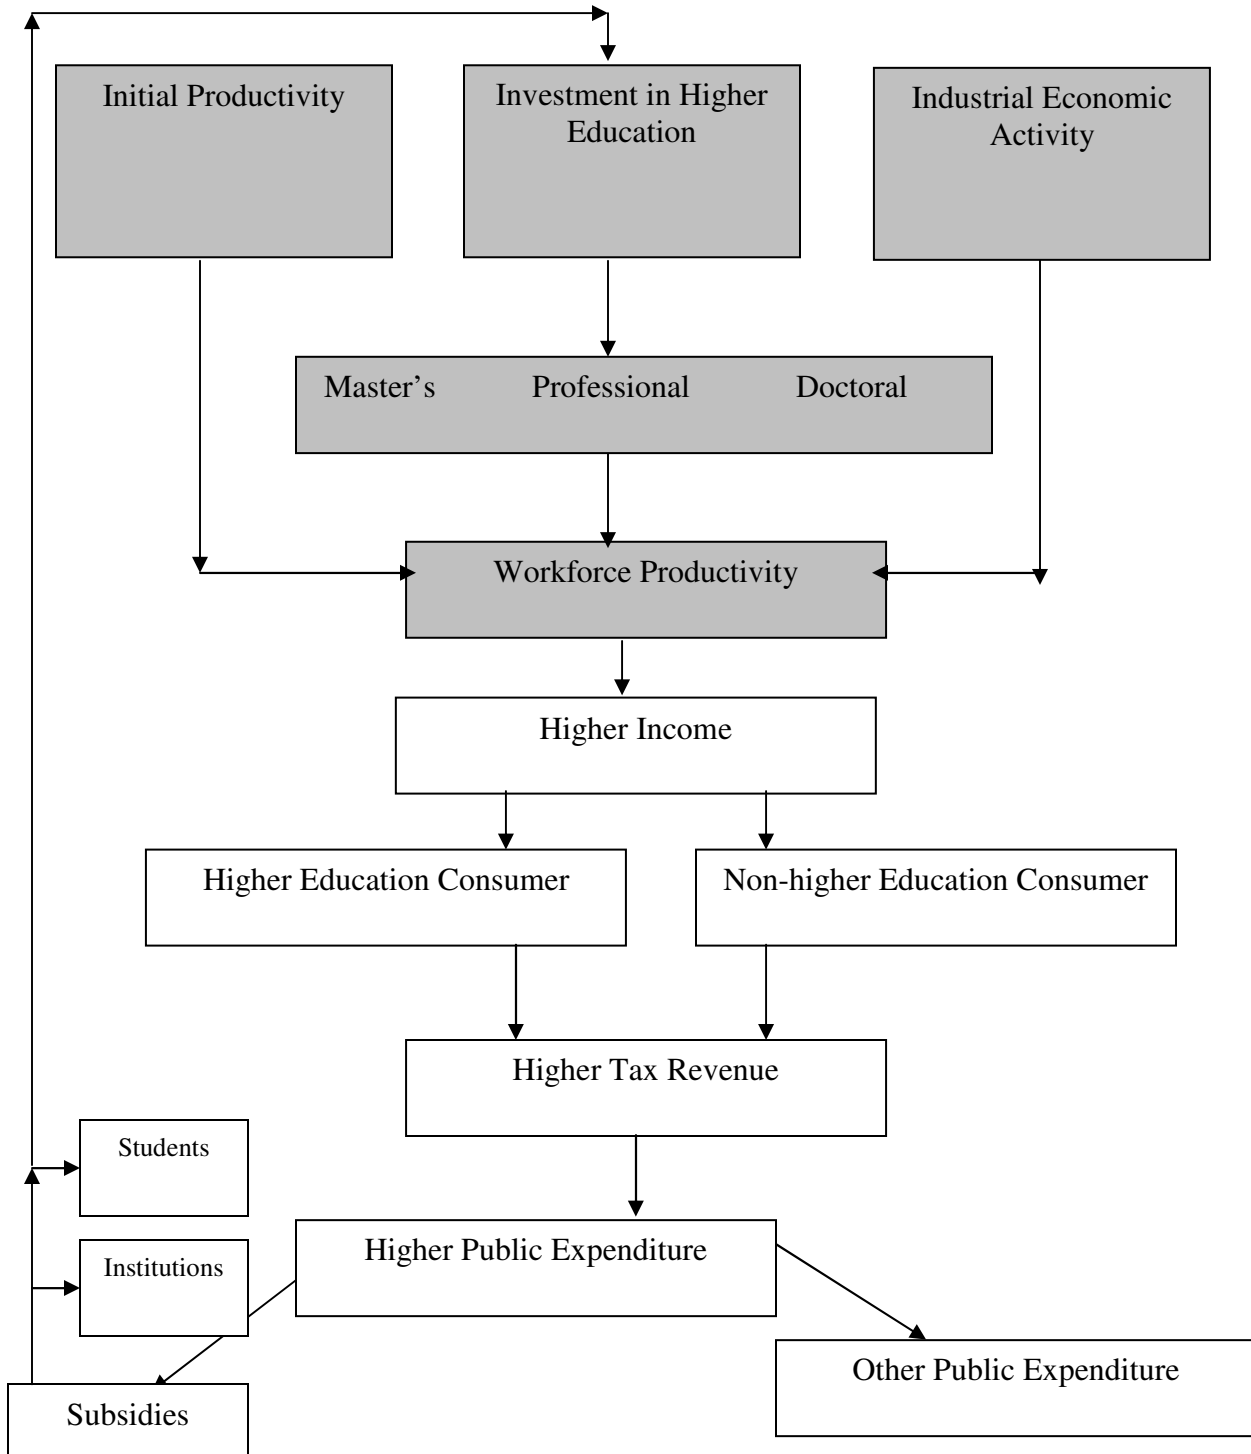 Initial Productivity
Investment in Higher
Education
Industrial Economic
Activity
Master’s Professional Doctoral
Workforce Productivity
Higher Income
Higher Education Consumer
Non-higher Education Consumer
Higher Tax Revenue
Students
Higher Public Expenditure
Institutions
Other Public Expenditure
Subsidies